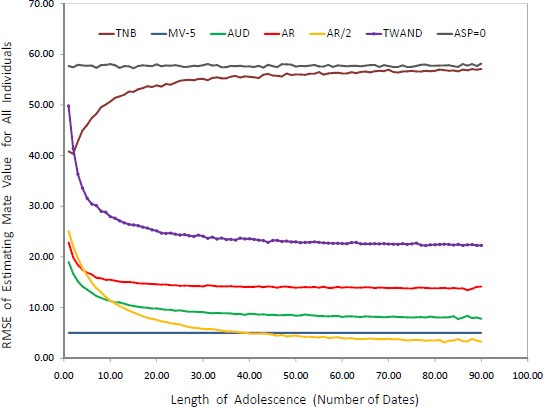 70.00
TNB MV-5 AUD AR AR/2 TWAND ASP=0
60.00
50.00
40.00
30.00
20.00
10.00
0.00
RMSE of Estimating Mate Value for All Individuals
0.00 10.00 20.00 30.00 40.00 50.00 60.00 70.00 80.00 90.00 100.00
Length of Adolescence (Number of Dates)